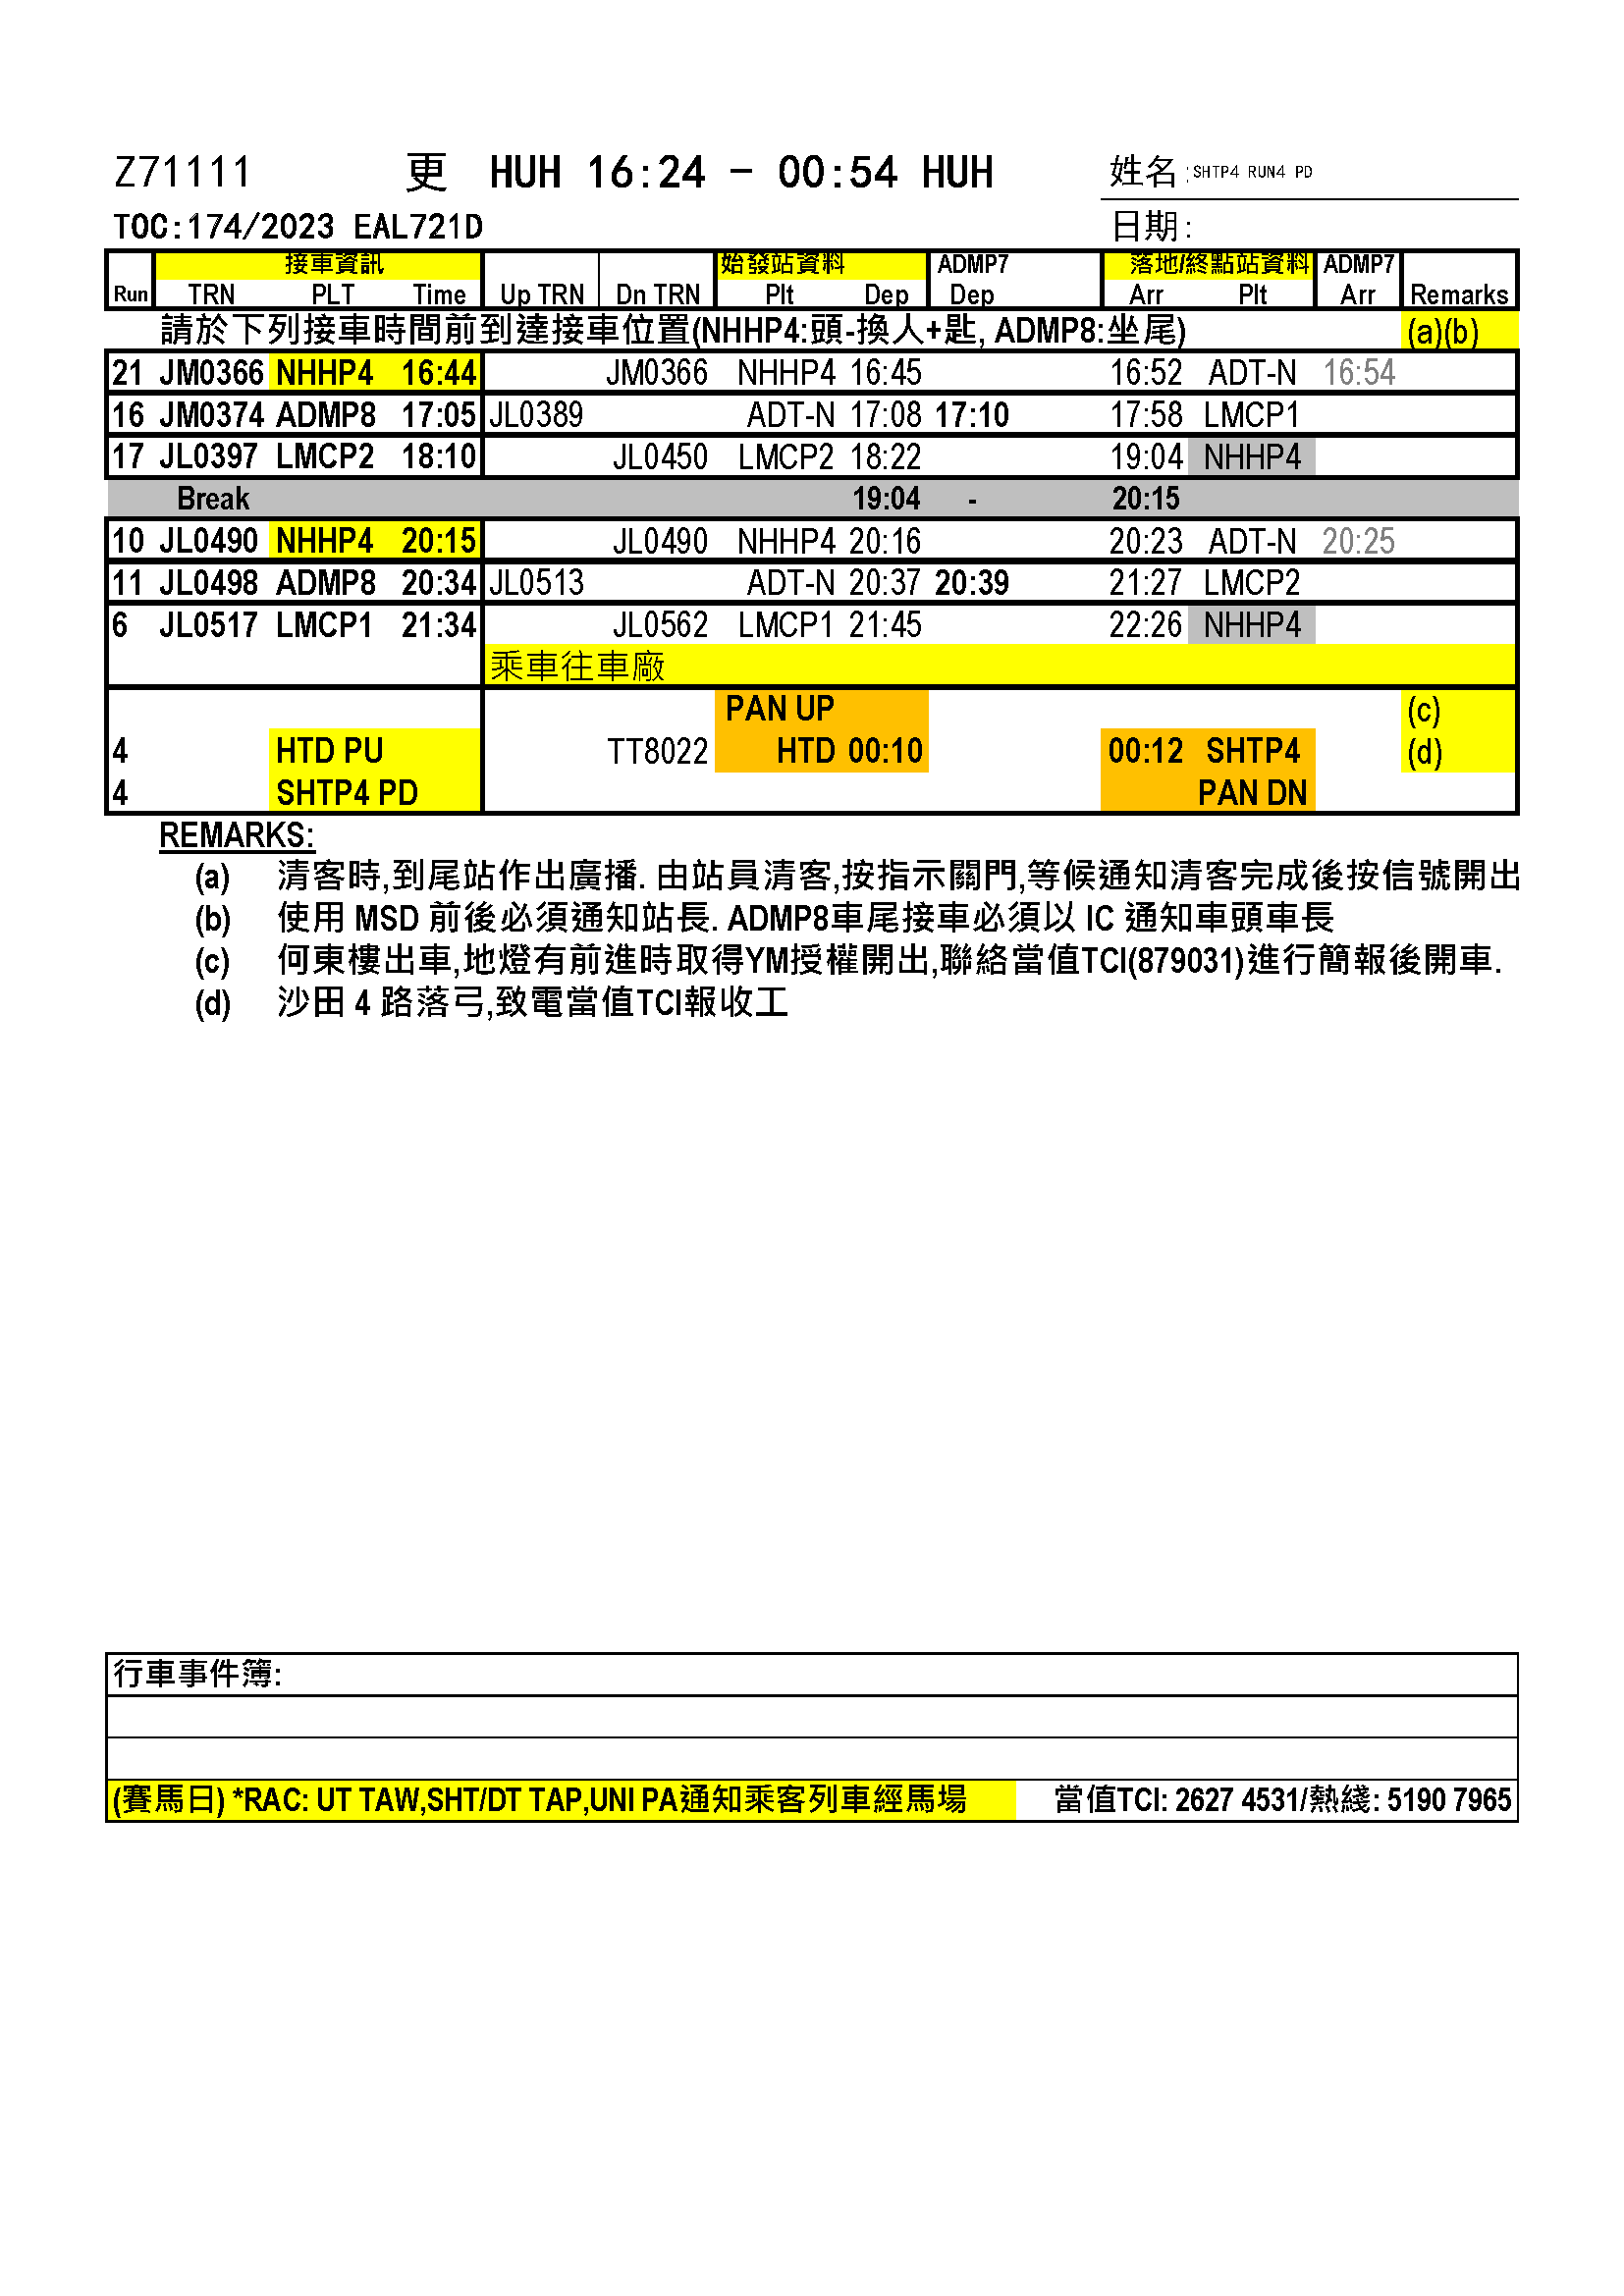 Z71111 更 HUH 16:24 - 00:54 HUH 姓名:SHTP4 RUN4 PD
TOC:174/2023 EAL721D 日期:
接車資訊 始發站資料 ADMP7 落地/終點站資料 ADMP7
Run TRN PLT Time Up TRN Dn TRN Plt Dep Dep Arr Plt Arr Remarks
請於下列接車時間前到達接車位置(NHHP4:頭-換人+匙, ADMP8:坐尾) (a)(b)
21 JM0366 NHHP4 16:44 JM0366 NHHP4 16:45 16:52 ADT-N 16:54
16 JM0374 ADMP8 17:05 JL0389 ADT-N 17:08 17:10 17:58 LMCP1
17 JL0397 LMCP2 18:10 JL0450 LMCP2 18:22 19:04 NHHP4
Break 19:04 - 20:15
10 JL0490 NHHP4 20:15 JL0490 NHHP4 20:16 20:23 ADT-N 20:25
11 JL0498 ADMP8 20:34 JL0513 ADT-N 20:37 20:39 21:27 LMCP2
6 JL0517 LMCP1 21:34 JL0562 LMCP1 21:45 22:26 NHHP4
乘車往車廠
PAN UP (c)
4 HTD PU TT8022 HTD 00:10 00:12 SHTP4 (d)
4 SHTP4 PD PAN DN
REMARKS:
(a) 清客時,到尾站作出廣播. 由站員清客,按指示關門,等候通知清客完成後按信號開出
(b) 使用 MSD 前後必須通知站長. ADMP8車尾接車必須以 IC 通知車頭車長
(c) 何東樓出車,地燈有前進時取得YM授權開出,聯絡當值TCI(879031)進行簡報後開車.
(d) 沙田 4 路落弓,致電當值TCI報收工
行車事件簿:
(賽馬日) *RAC: UT TAW,SHT/DT TAP,UNI PA通知乘客列車經馬場 當值TCI: 2627 4531/熱綫: 5190 7965